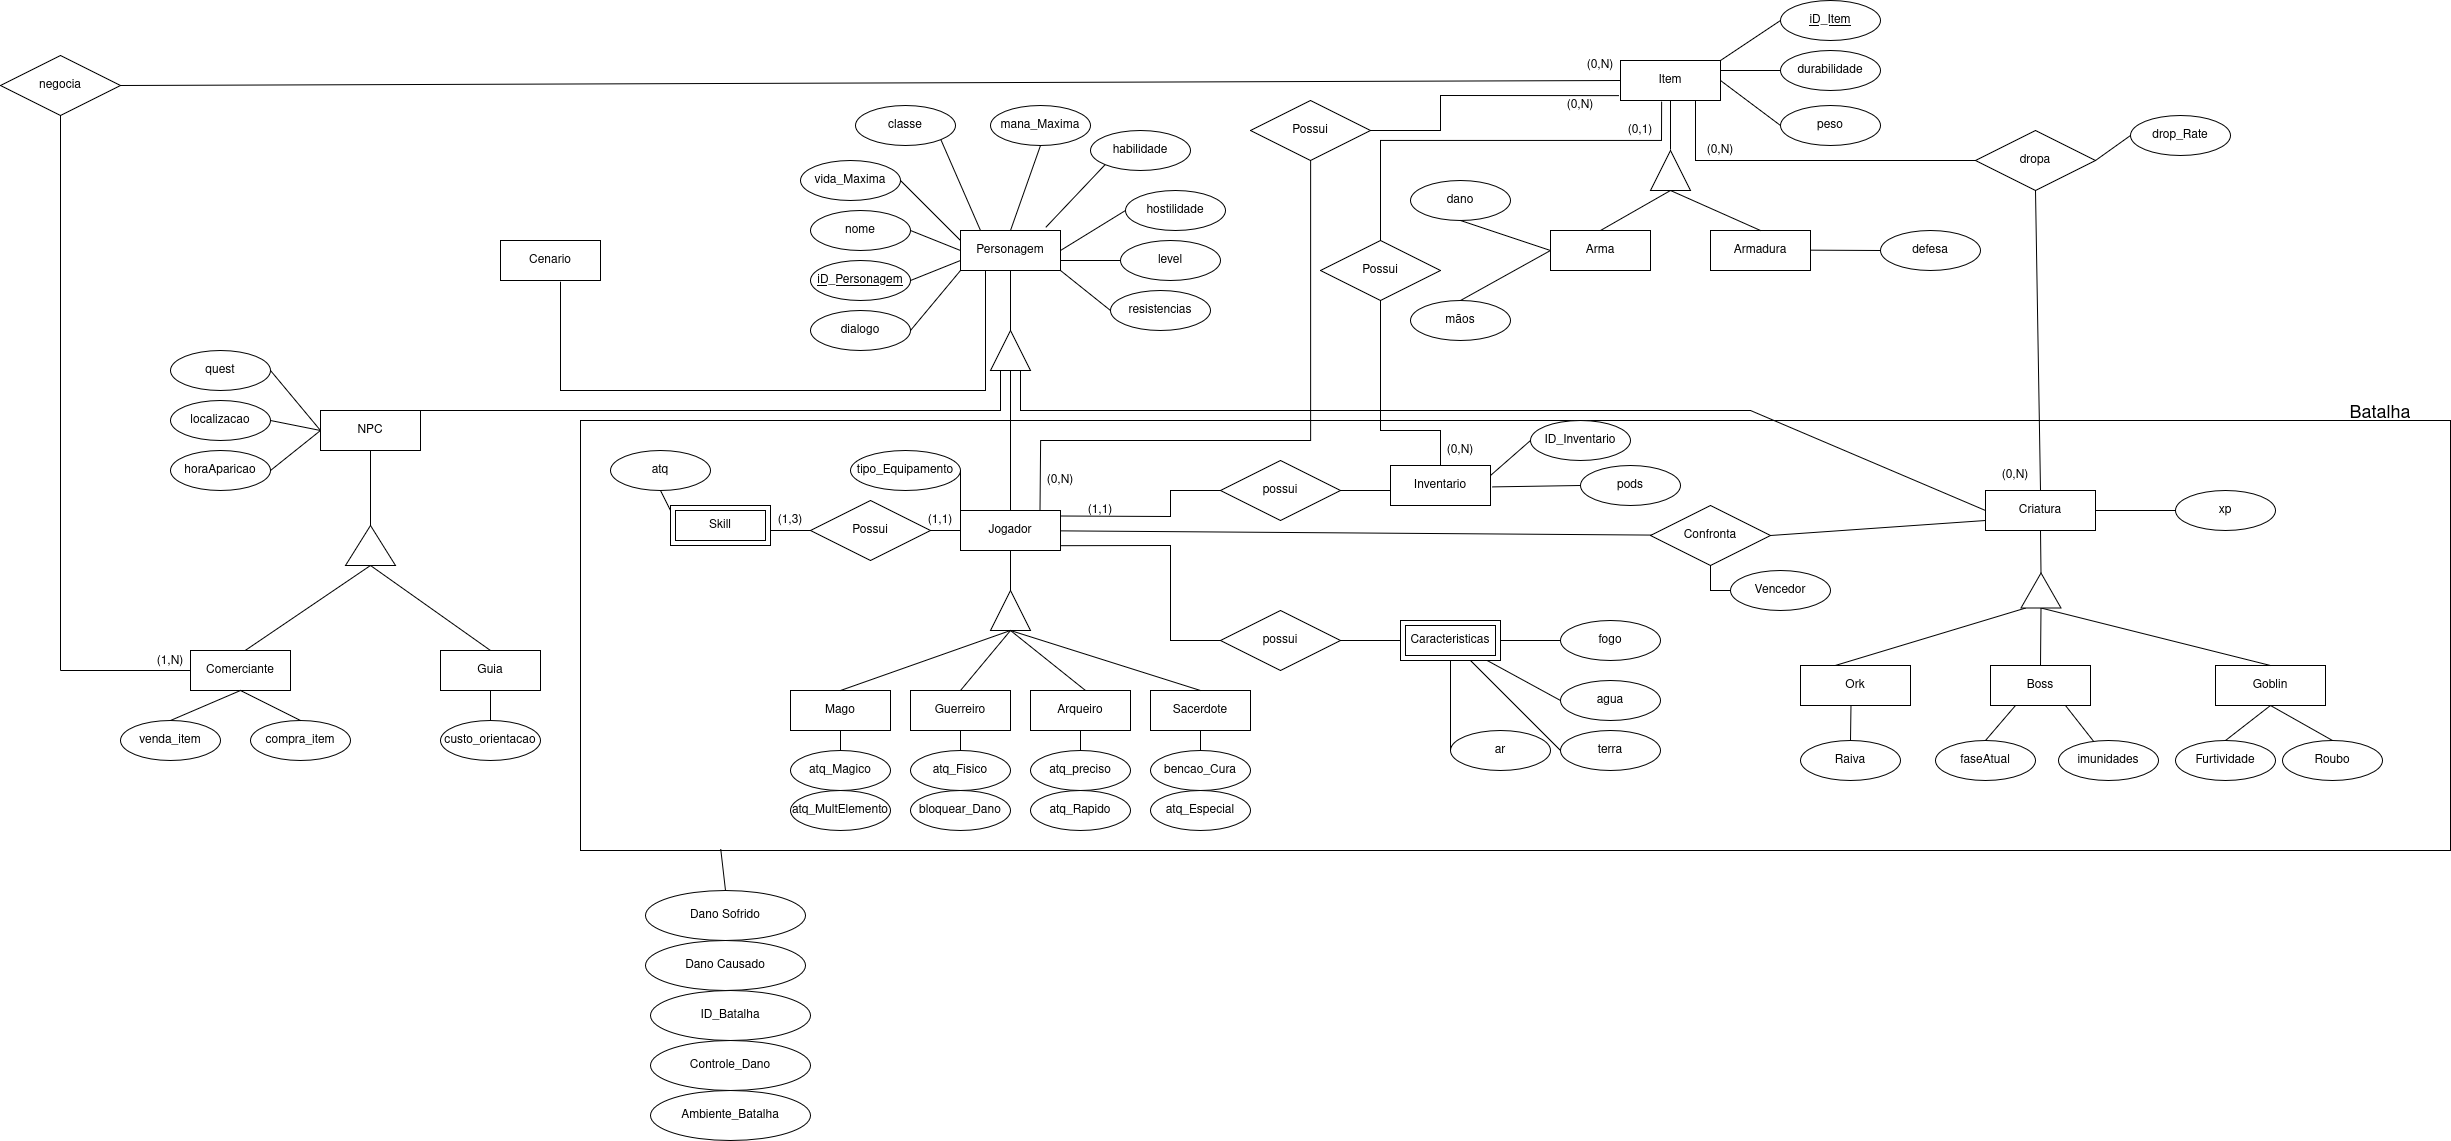 iD_Item
negocia
(0,N)
Item
durabilidade
(0,N)
classe
mana_Maxima
Possui
(0,1)
peso
drop_Rate
habilidade
(0,N)
dropa
vida_Maxima
dano
hostilidade
nome
Cenario
Personagem
level
Possui
Arma
Armadura
defesa
iD_Personagem
resistencias
mãos
dialogo
quest
localizacao
NPC
Batalha
horaAparicao
atq
tipo_Equipamento
(0,N)
(0,N)
ID_Inventario
(0,N)
possui
Inventario
pods
Skill
(1,3)
Possui
(1,1)
Jogador
(1,1)
Confronta
Criatura
xp
Vencedor
possui
Caracteristicas
fogo
(1,N)
Comerciante
Guia
Mago
Guerreiro
Arqueiro
Sacerdote
agua
Ork
Boss
Goblin
venda_item
compra_item
custo_orientacao
ar
terra
atq_Magico
atq_Fisico
atq_preciso
bencao_Cura
Raiva
faseAtual
imunidades
Furtividade
Roubo
atq_MultElemento
bloquear_Dano
atq_Rapido
atq_Especial
Dano Sofrido
Dano Causado
ID_Batalha
Controle_Dano
Ambiente_Batalha